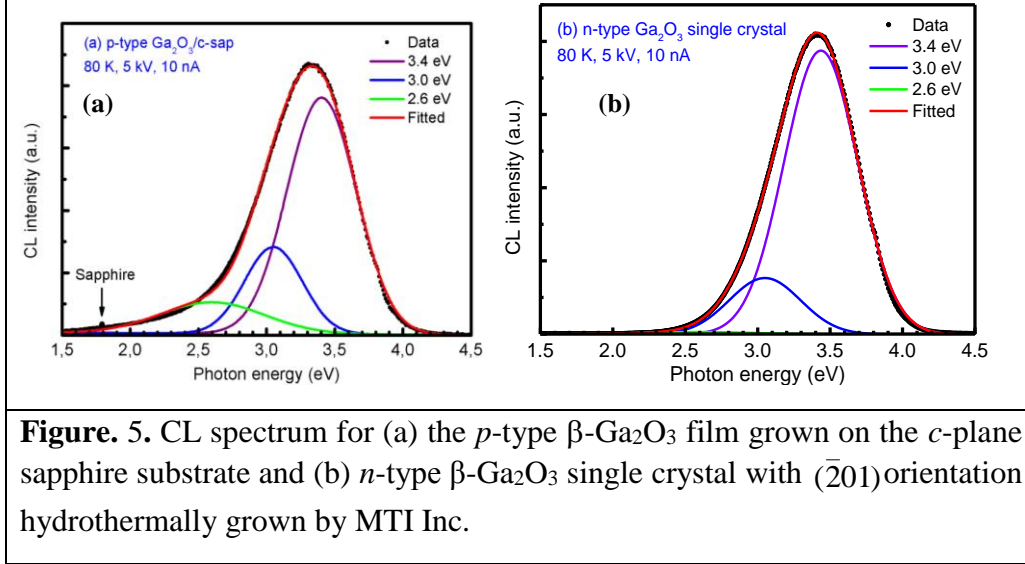 (a) p-type Ga₂O₃/c-sap
80 K, 5 kV, 10 nA
(a)
Data
3.4 eV
3.0 eV
2.6 eV
Fitted
CL intensity (a.u.)
Sapphire
1,5 2,0 2,5 3,0 3,5 4,0 4,5
Photon energy (eV)
(b) n-type Ga₂O₃ single crystal
80 K, 5 kV, 10 nA
(b)
Data
3.4 eV
3.0 eV
2.6 eV
Fitted
CL intensity (a.u.)
1.5 2.0 2.5 3.0 3.5 4.0 4.5
Photon energy (eV)
Figure. 5. CL spectrum for (a) the p-type β-Ga₂O₃ film grown on the c-plane
sapphire substrate and (b) n-type β-Ga₂O₃ single crystal with (2̅01) orientation
hydrothermally grown by MTI Inc.